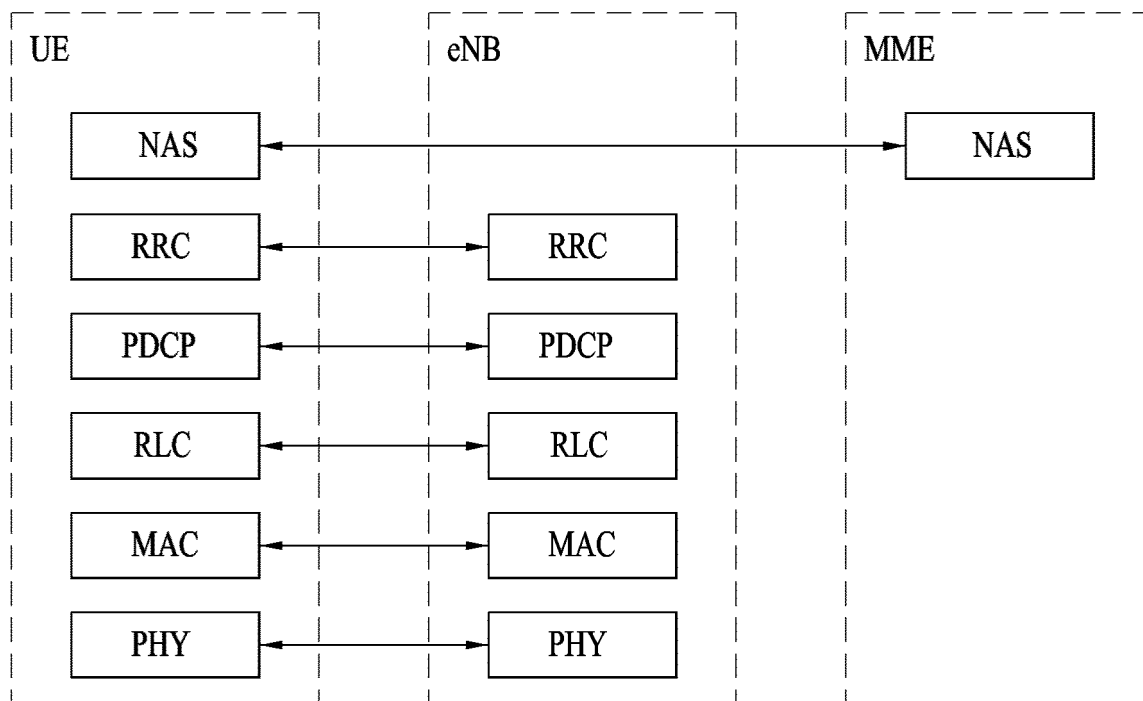 UE eNB MME
NAS NAS
RRC RRC
PDCP PDCP
RLC RLC
MAC MAC
PHY PHY